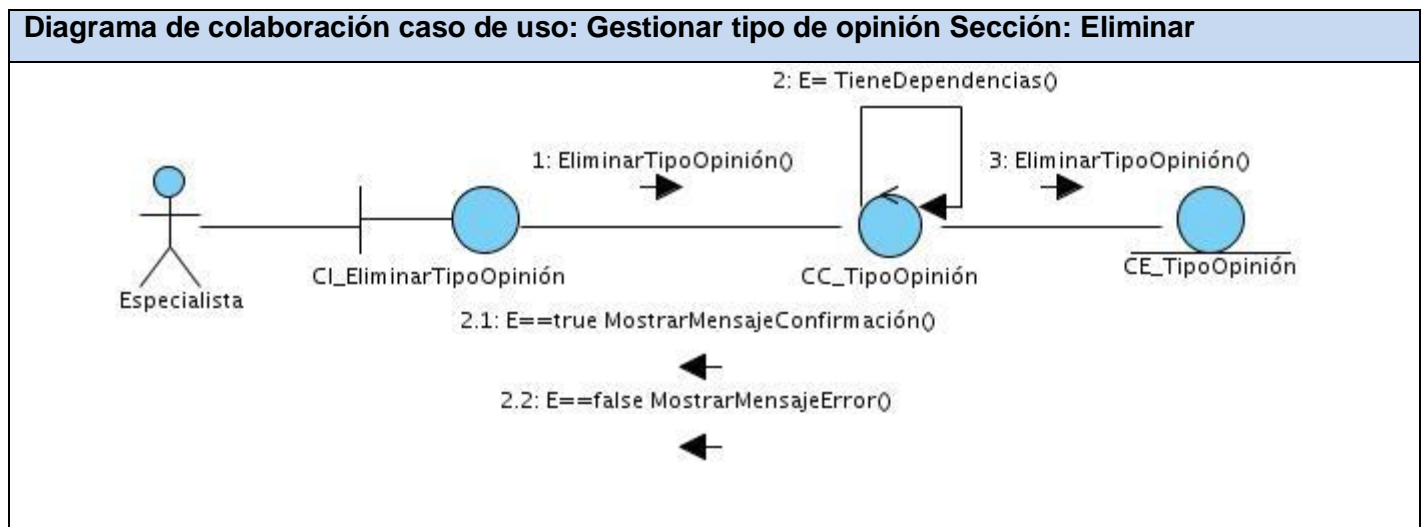 Diagrama de colaboración caso de uso: Gestionar tipo de opinión Sección: Eliminar
2: E= TieneDependencias()
1: EliminarTipoOpinión()
3: EliminarTipoOpinión()
Especialista
CI_EliminarTipoOpinión
CC_TipoOpinión
CE_TipoOpinión
2.1: E==true MostrarMensajeConfirmación()
2.2: E==false MostrarMensajeError()